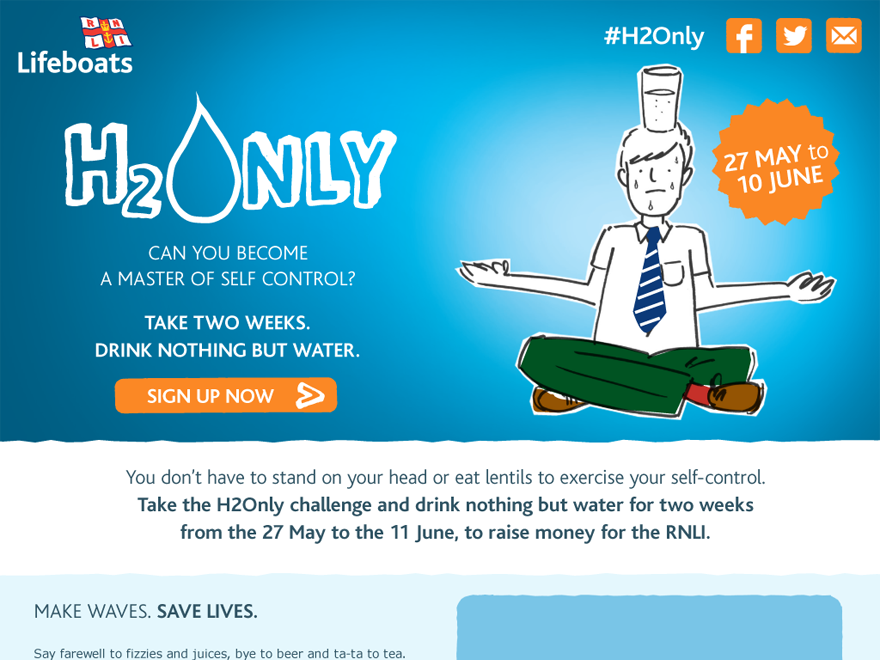 RNLI
Lifeboats
#H2Only
H2ONLY
27 MAY to
10 JUNE
CAN YOU BECOME
A MASTER OF SELF CONTROL?
TAKE TWO WEEKS.
DRINK NOTHING BUT WATER.
SIGN UP NOW
You don't have to stand on your head or eat lentils to exercise your self-control.
Take the H2Only challenge and drink nothing but water for two weeks
from the 27 May to the 11 June, to raise money for the RNLI.
MAKE WAVES. SAVE LIVES.
Say farewell to fizzies and juices, bye to beer and ta-ta to tea.